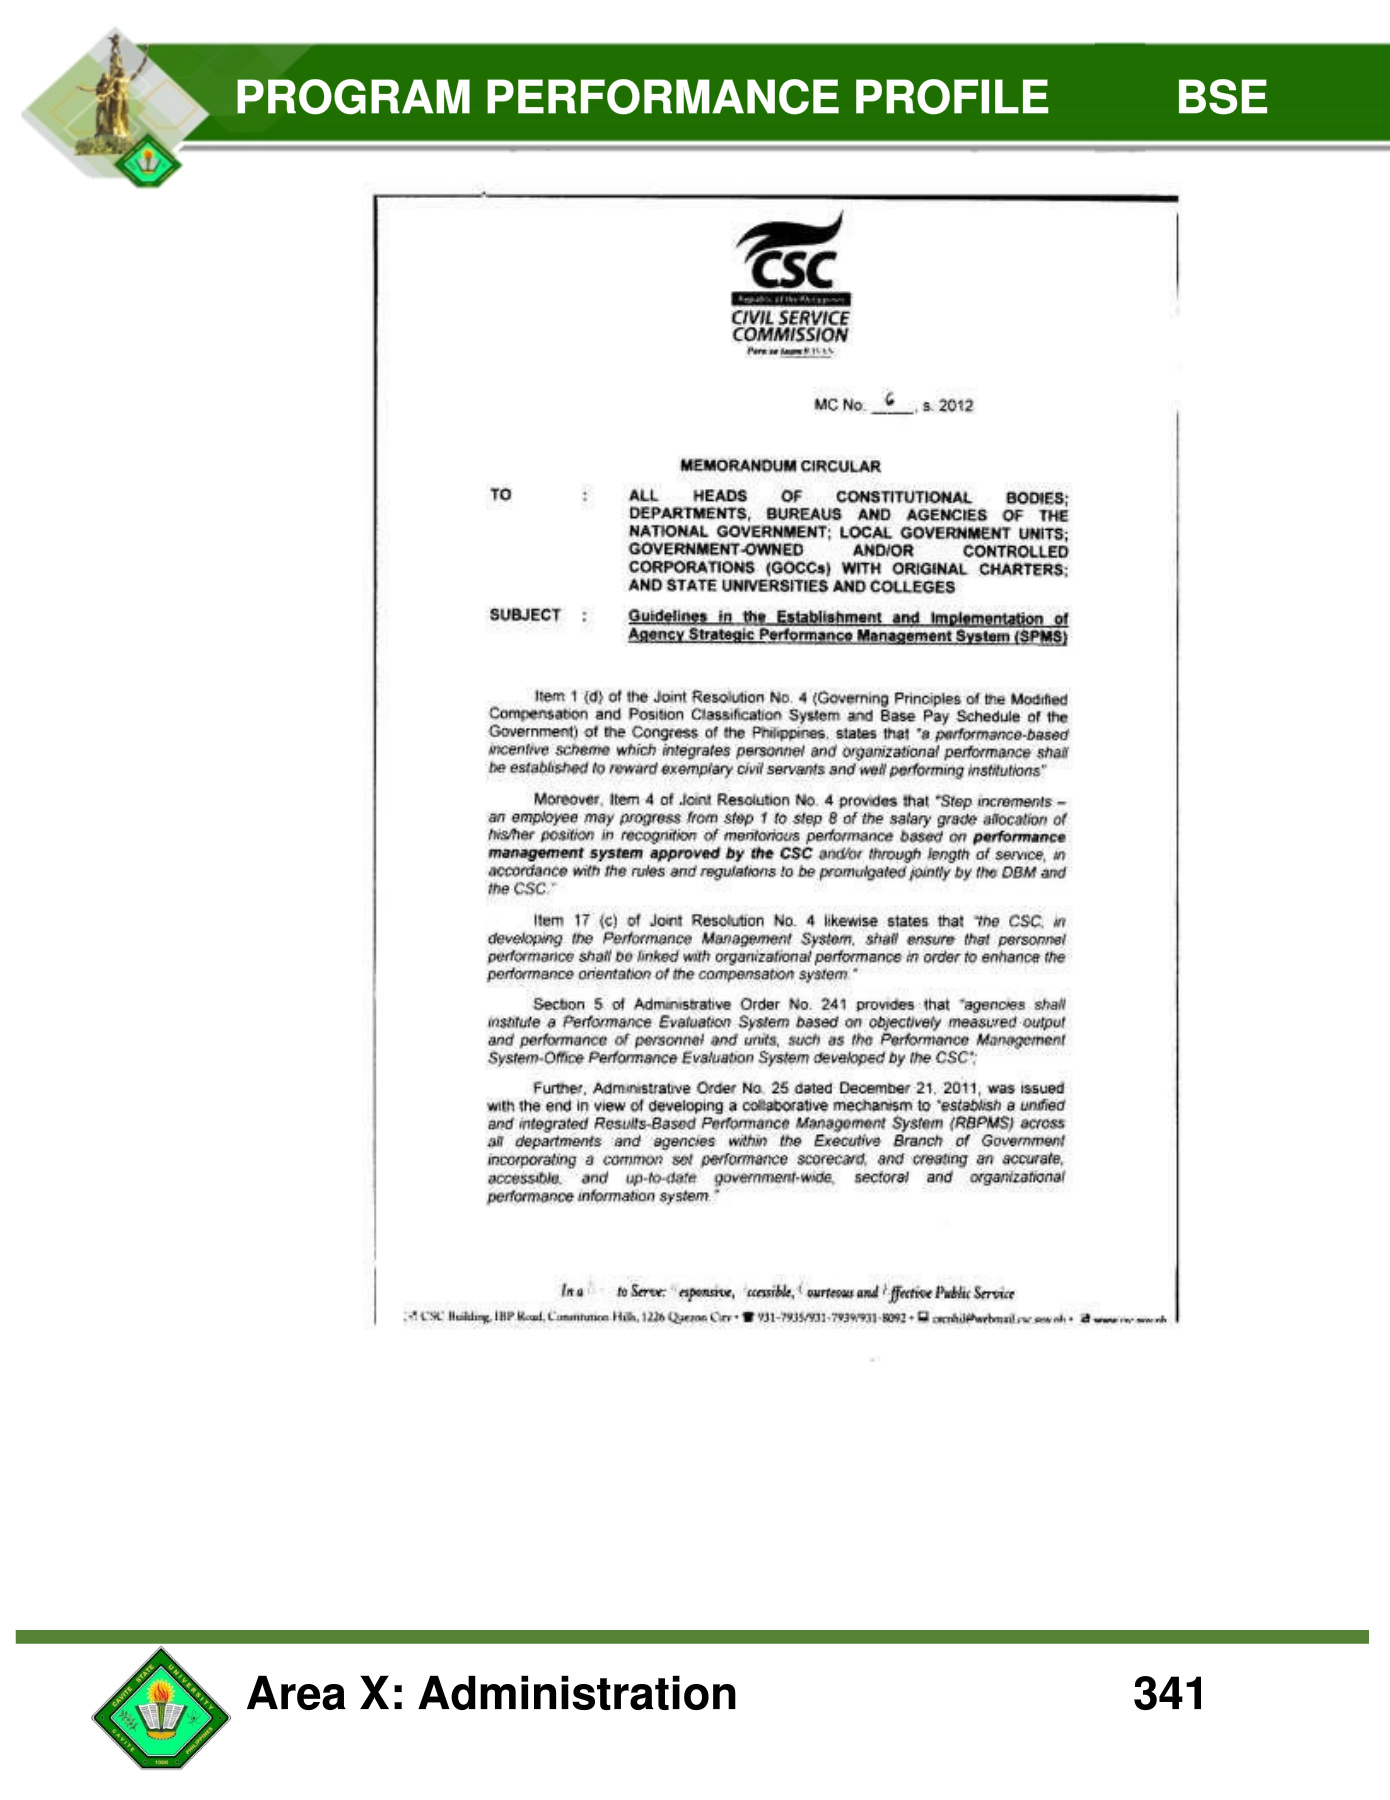 PROGRAM PERFORMANCE PROFILE BSE
CSC
Republic of the Philippines
CIVIL SERVICE
COMMISSION
MC No. 6, s. 2012
MEMORANDUM CIRCULAR
TO : ALL HEADS OF CONSTITUTIONAL BODIES;
DEPARTMENTS, BUREAUS AND AGENCIES OF THE
NATIONAL GOVERNMENT; LOCAL GOVERNMENT UNITS;
GOVERNMENT-OWNED AND/OR CONTROLLED
CORPORATIONS (GOCCs) WITH ORIGINAL CHARTERS;
AND STATE UNIVERSITIES AND COLLEGES
SUBJECT : Guidelines in the Establishment and Implementation of
Agency Strategic Performance Management System (SPMS)
Item 1 (d) of the Joint Resolution No. 4 (Governing Principles of the Modified
Compensation and Position Classification System and Base Pay Schedule of the
Government) of the Congress of the Philippines, states that "a performance-based
incentive scheme which integrates personnel and organizational performance shall
be established to reward exemplary civil servants and well performing institutions"
Moreover, Item 4 of Joint Resolution No. 4 provides that "Step increments –
an employee may progress from step 1 to step 8 of the salary grade allocation of
his/her position in recognition of meritorious performance based on performance
management system approved by the CSC and/or through length of service, in
accordance with the rules and regulations to be promulgated jointly by the DBM and
the CSC."
Item 17 (c) of Joint Resolution No. 4 likewise states that "the CSC, in
developing the Performance Management System, shall ensure that personnel
performance shall be linked with organizational performance in order to enhance the
performance orientation of the compensation system."
Section 5 of Administrative Order No. 241 provides that "agencies shall
institute a Performance Evaluation System based on objectively measured output
and performance of personnel and units, such as the Performance Management
System-Office Performance Evaluation System developed by the CSC";
Further, Administrative Order No. 25 dated December 21, 2011, was issued
with the end in view of developing a collaborative mechanism to "establish a unified
and integrated Results-Based Performance Management System (RBPMS) across
all departments and agencies within the Executive Branch of Government
incorporating a common set performance scorecard, and creating an accurate,
accessible, and up-to-date government-wide, sectoral and organizational
performance information system."
In a to Serve: esponsive, ccessible, ourteous and ffective Public Service
CSC Building, IBP Road, Constitution Hills, 1226 Quezon City • 931-7935/931-7939/931-8092 •
CAVITE STATE UNIVERSITY
CAVITE PHILIPPINES
1906
Area X: Administration 341